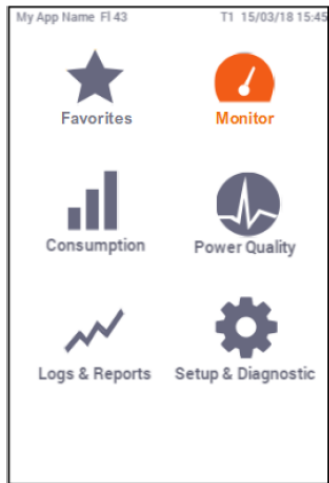 My App Name Fl 43 T1 15/03/18 15:45
Favorites Monitor
Consumption Power Quality
Logs & Reports Setup & Diagnostic